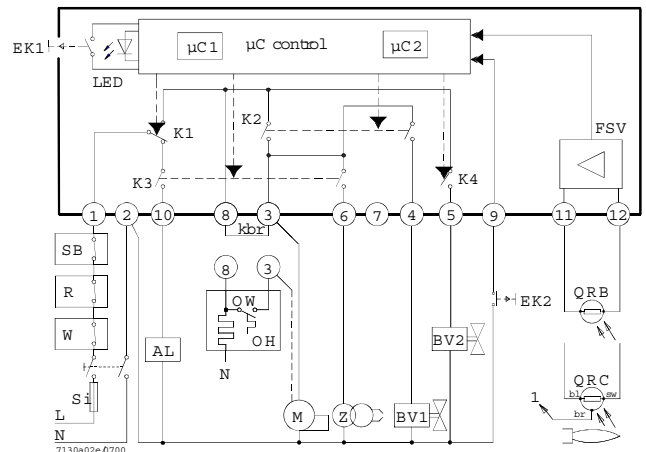 µC1
µC control
µC2
EK1
LED
K1
K2
FSV
K3
K4
1
2
10
8
3
6
7
4
5
9
11
12
kbr
SB
8
3
R
OW
OH
EK2
QRB
W
AL
N
BV2
QRC
1
bl
sw
br
Si
L
M
Z
BV1
N
7130a02e/0700